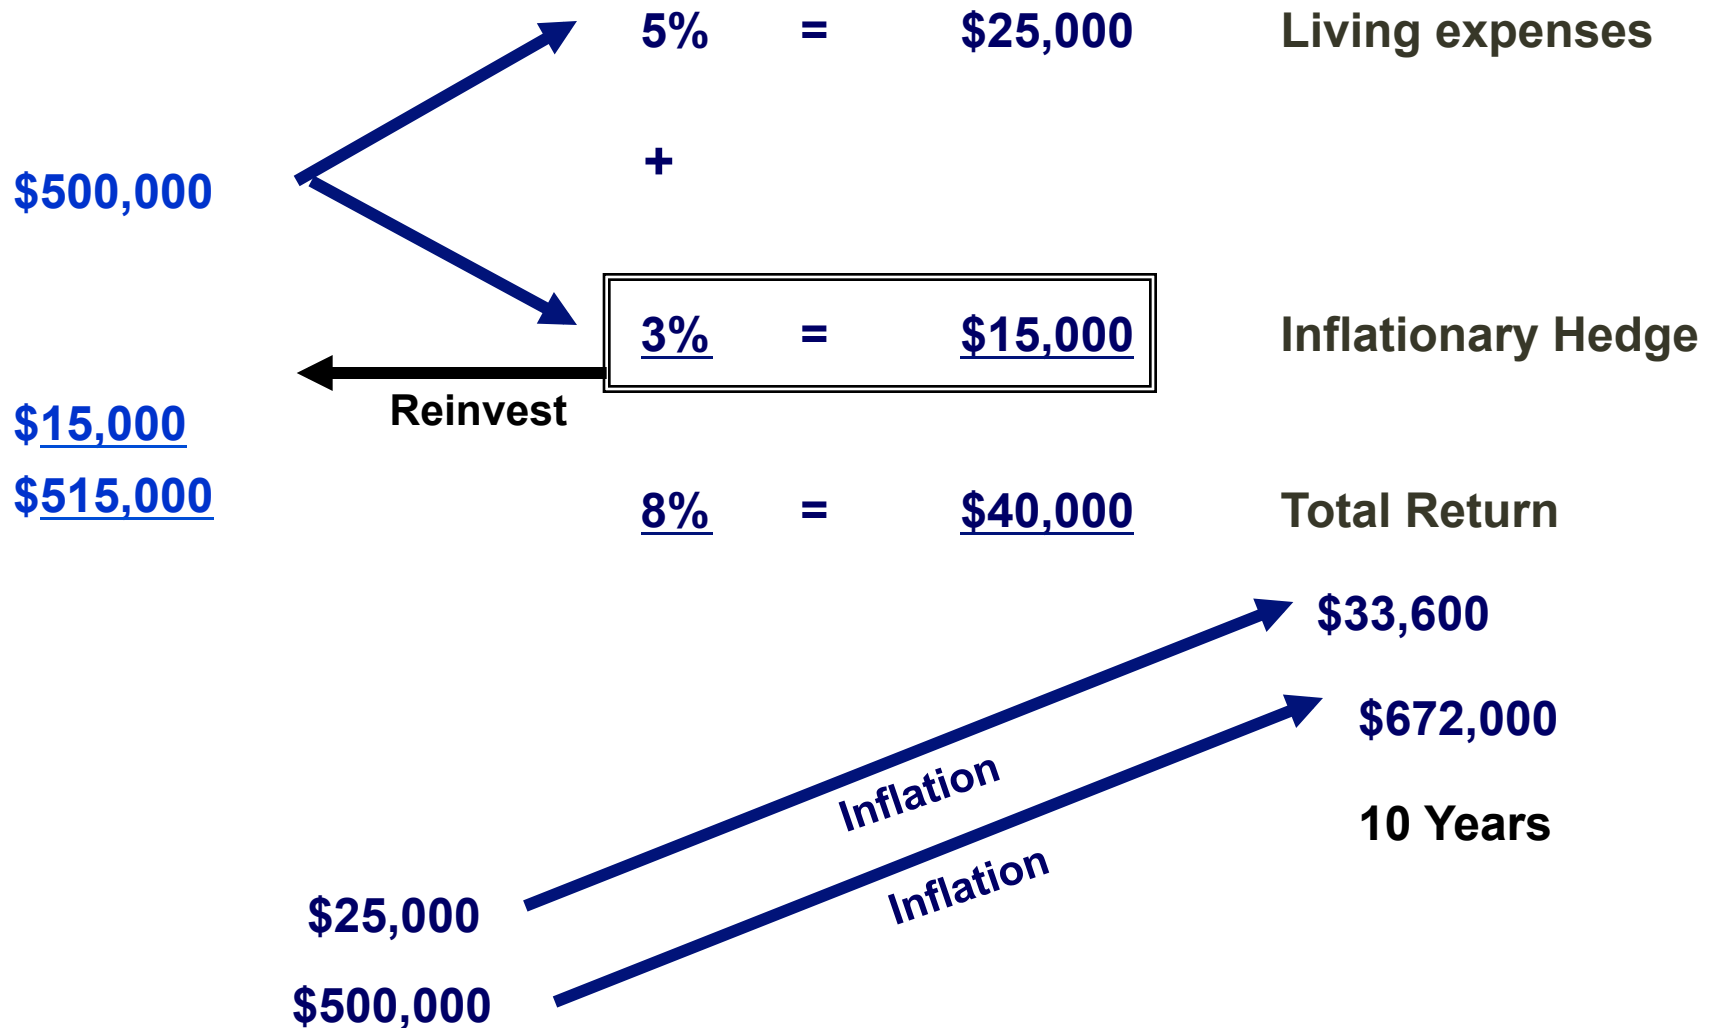 5% = $25,000 Living expenses
+
$500,000
3% = $15,000 Inflationary Hedge
Reinvest
$15,000
$515,000
8% = $40,000 Total Return
$33,600
$672,000
Inflation
10 Years
Inflation
$25,000
$500,000